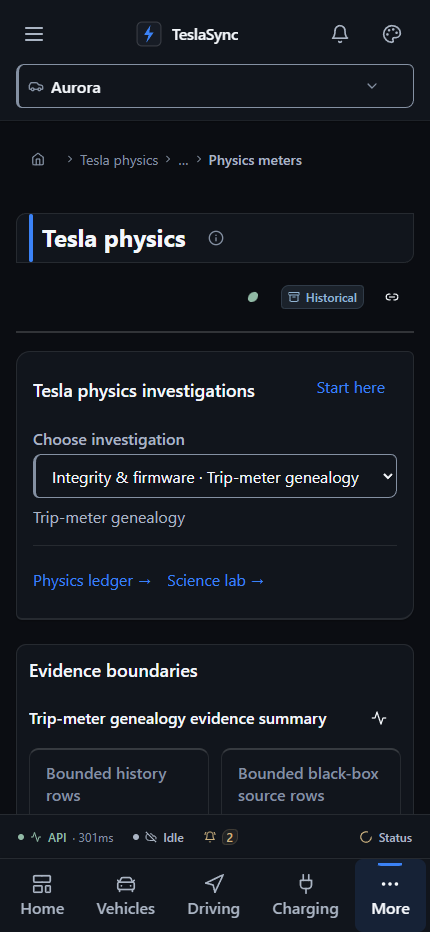 TeslaSync
Aurora
Tesla physics ... Physics meters
Tesla physics
Historical
Tesla physics investigations
Start here
Choose investigation
Integrity & firmware · Trip-meter genealogy
Trip-meter genealogy
Physics ledger → Science lab →
Evidence boundaries
Trip-meter genealogy evidence summary
Bounded history
rows
Bounded black-box
source rows
API · 301ms Idle 2 Status
Home Vehicles Driving Charging More